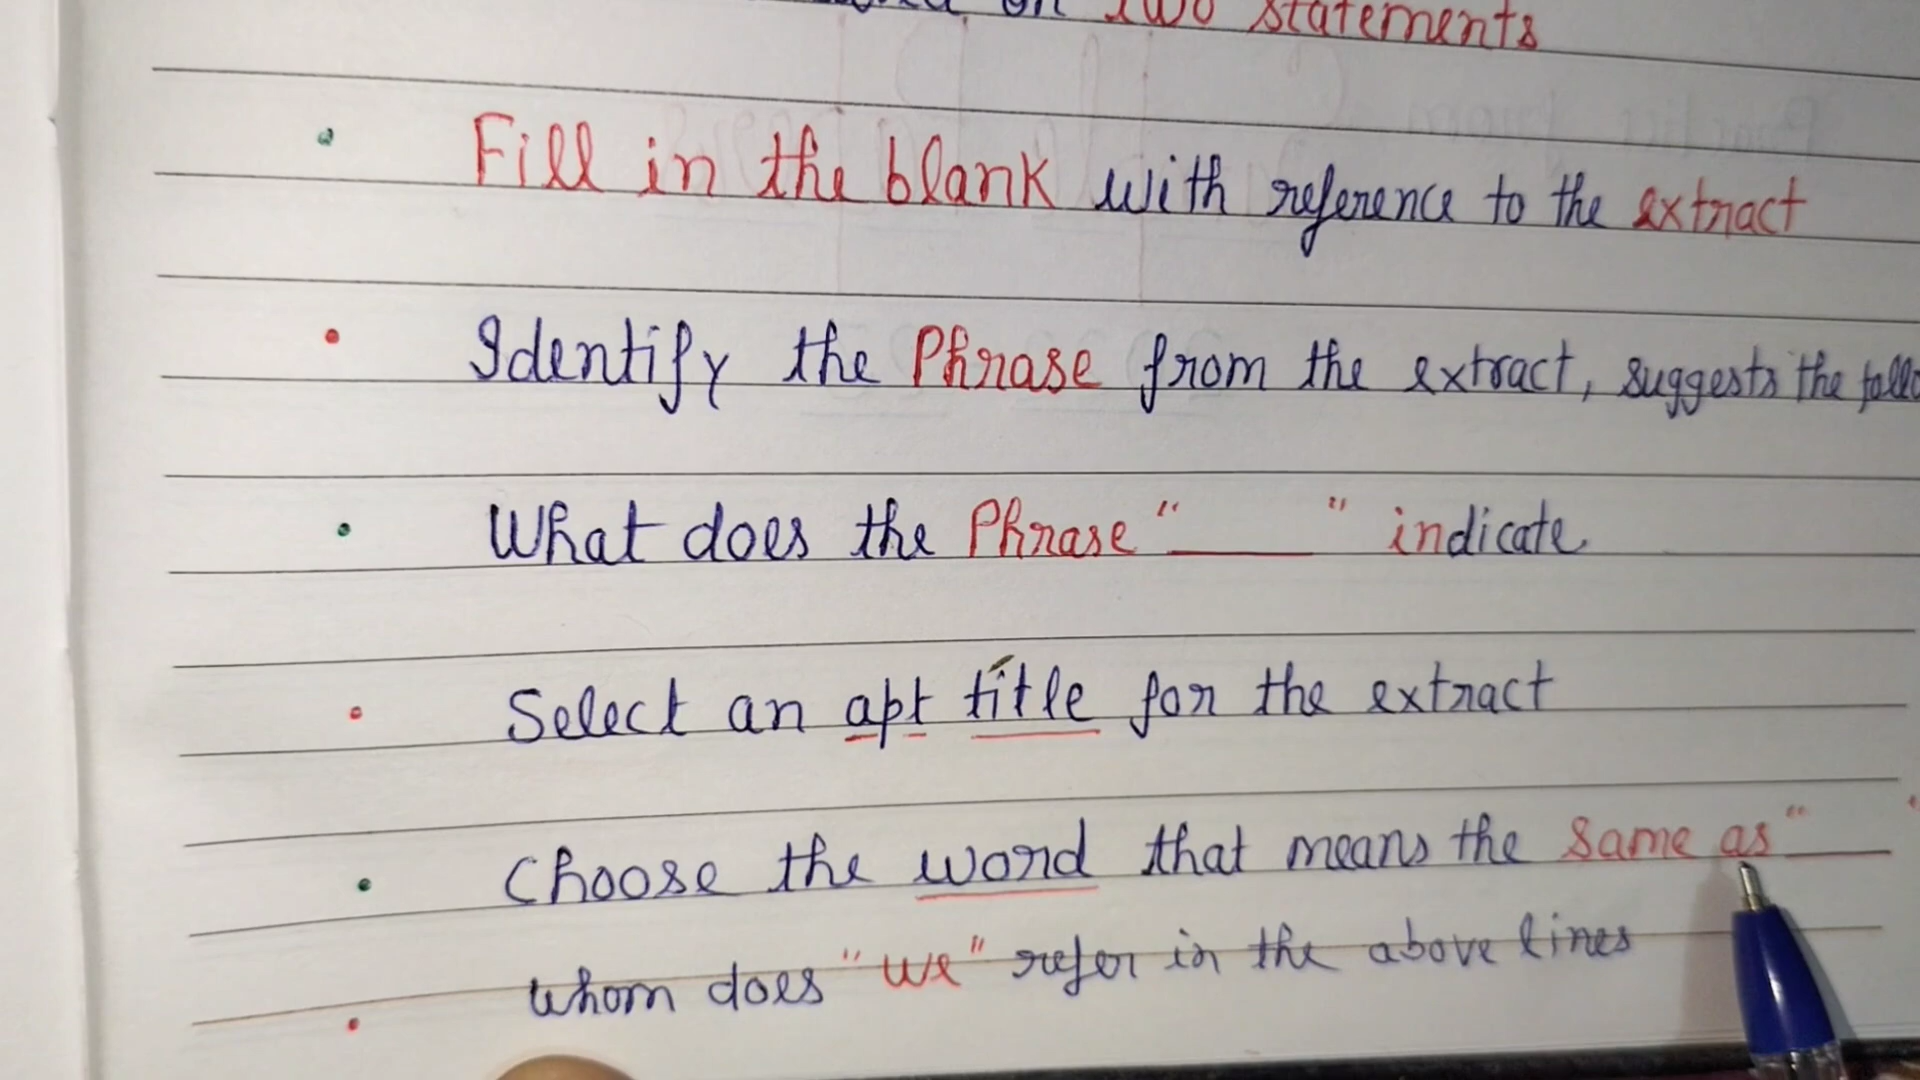 on Two Statements
Fill in the blank with reference to the extract
Identify the Phrase from the extract, suggests the
What does the Phrase "____" indicate
Select an apt title for the extract
Choose the word that means the same as "____
whom does "we" refer in the above lines